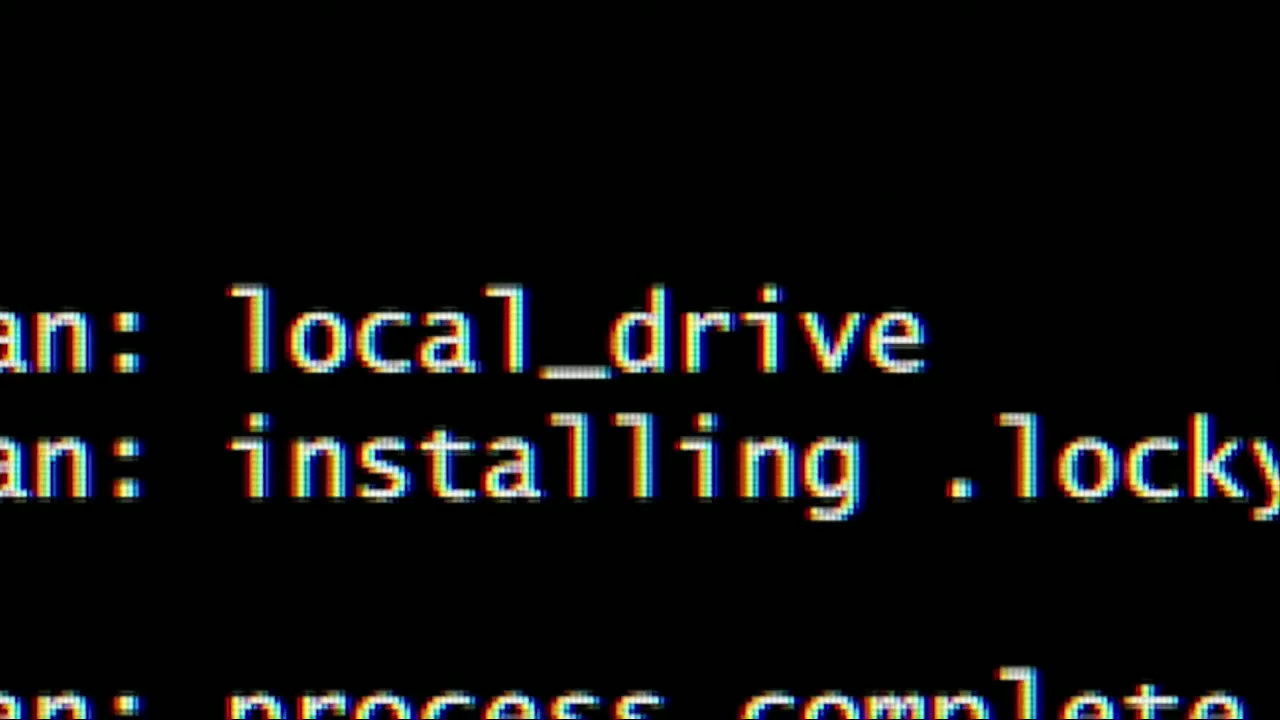 an: local_drive
an: installing .locky
an: process complete